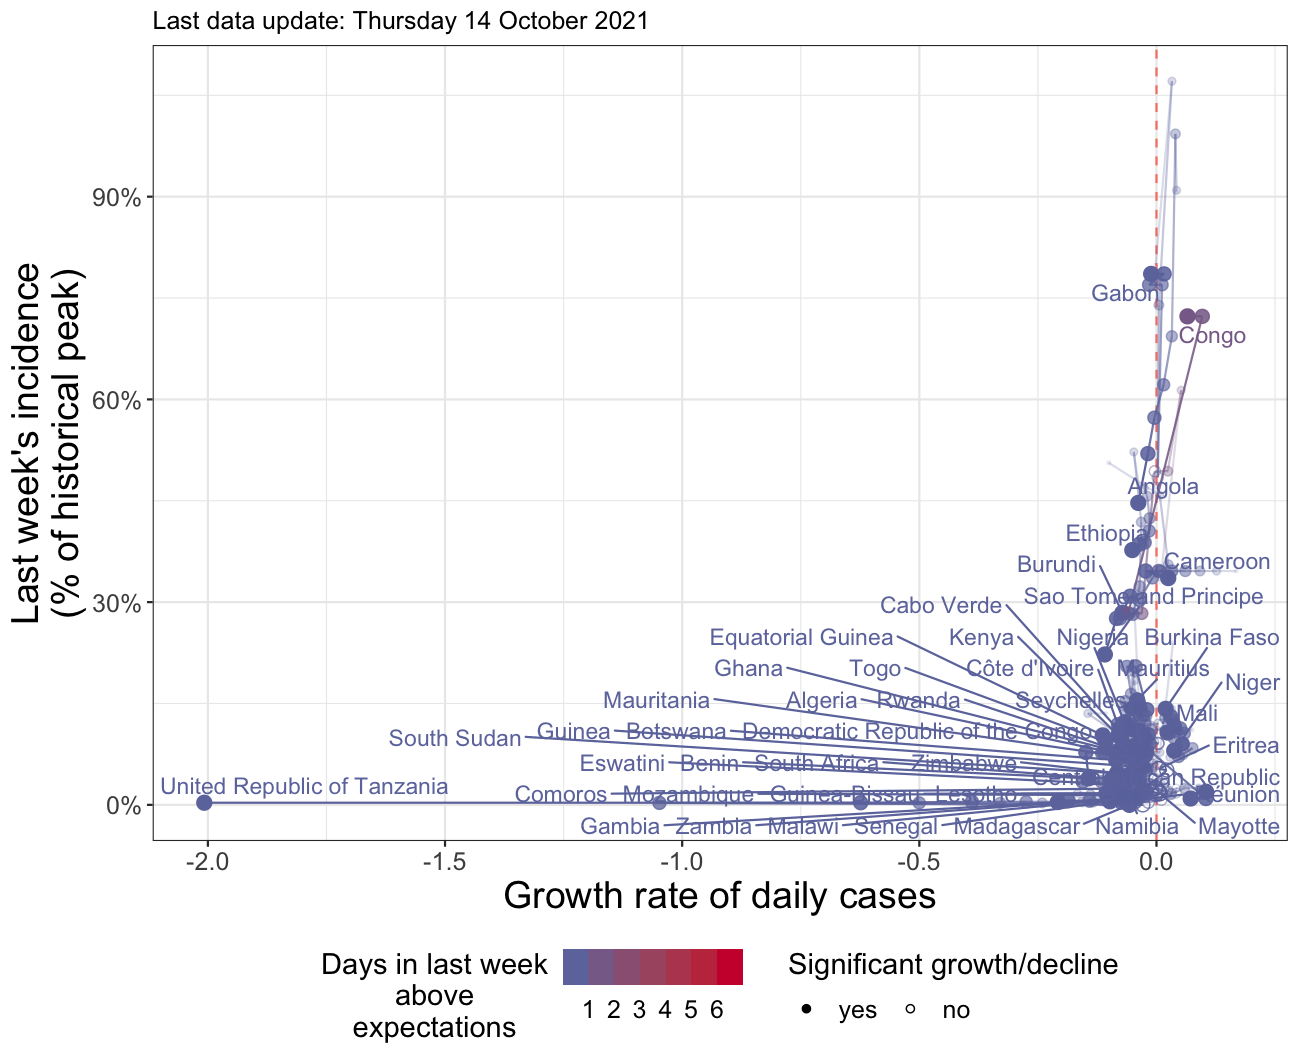 Last data update: Thursday 14 October 2021
Last week's incidence
(% of historical peak)
90%
60%
30%
0%
Gabon
Congo
Angola
Ethiopia
Cameroon
Burundi
Sao Tome and Principe
Cabo Verde
Equatorial Guinea
Kenya
Nigeria
Burkina Faso
Ghana
Togo
Côte d'Ivoire
Mauritius
Niger
Mauritania
Algeria
Rwanda
Seychelles
Mali
South Sudan
Guinea
Botswana
Democratic Republic of the Congo
Eritrea
Eswatini
Benin
South Africa
Zimbabwe
Republic
United Republic of Tanzania
Comoros
Mozambique
Guinea-Bissau
Lesotho
Réunion
Gambia
Zambia
Malawi
Senegal
Madagascar
Namibia
Mayotte
-2.0
-1.5
-1.0
-0.5
0.0
Growth rate of daily cases
Days in last week
above
expectations
1 2 3 4 5 6
Significant growth/decline
yes
no